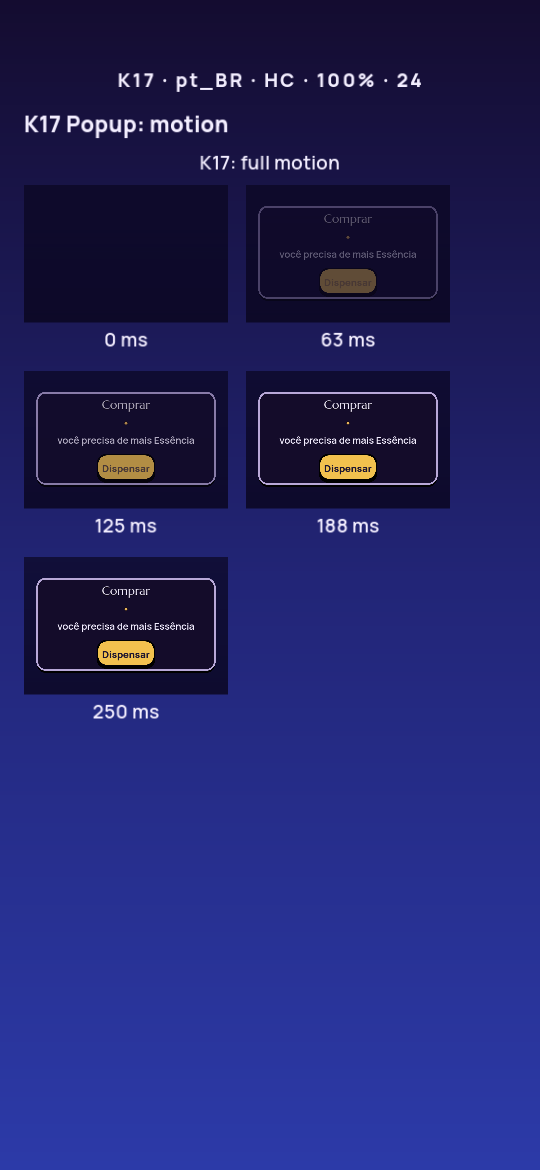 K17 · pt_BR · HC · 100% · 24
K17 Popup: motion
K17: full motion
0 ms
Comprar
você precisa de mais Essência
Dispensar
63 ms
Comprar
você precisa de mais Essência
Dispensar
125 ms
Comprar
você precisa de mais Essência
Dispensar
188 ms
Comprar
você precisa de mais Essência
Dispensar
250 ms